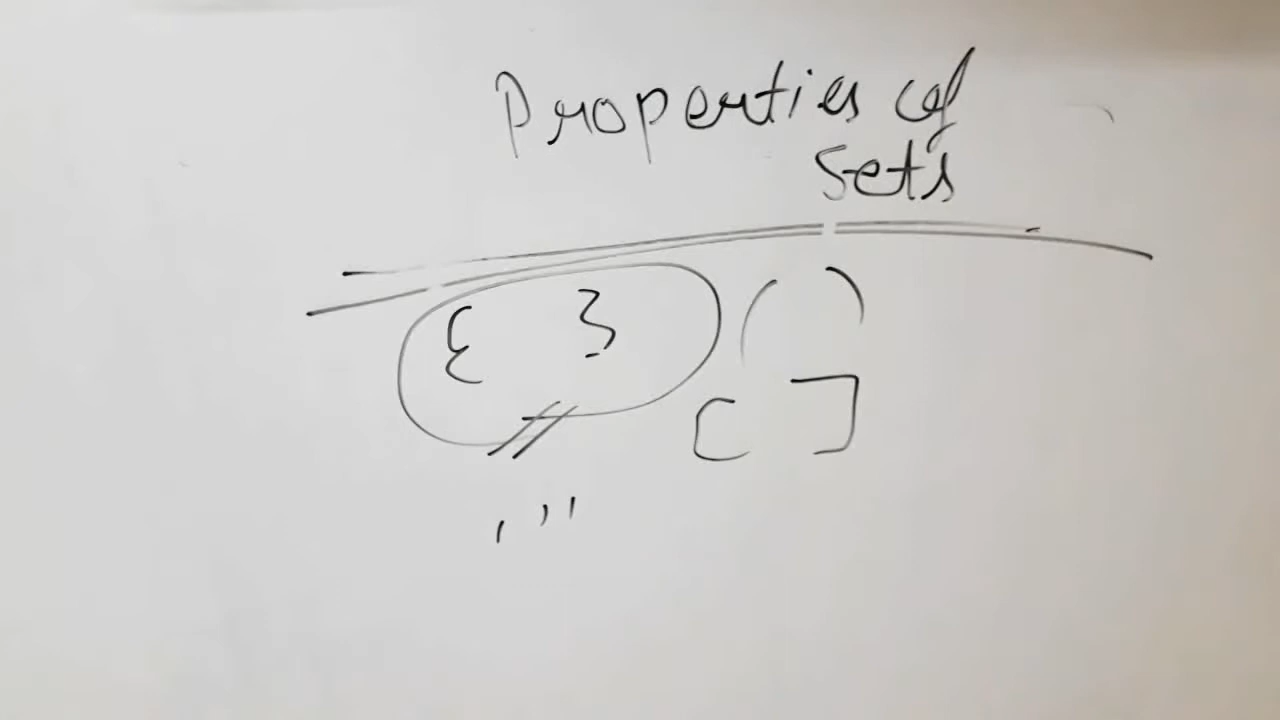 Properties of
Sets
{ } ( )
[ ]
, , ,